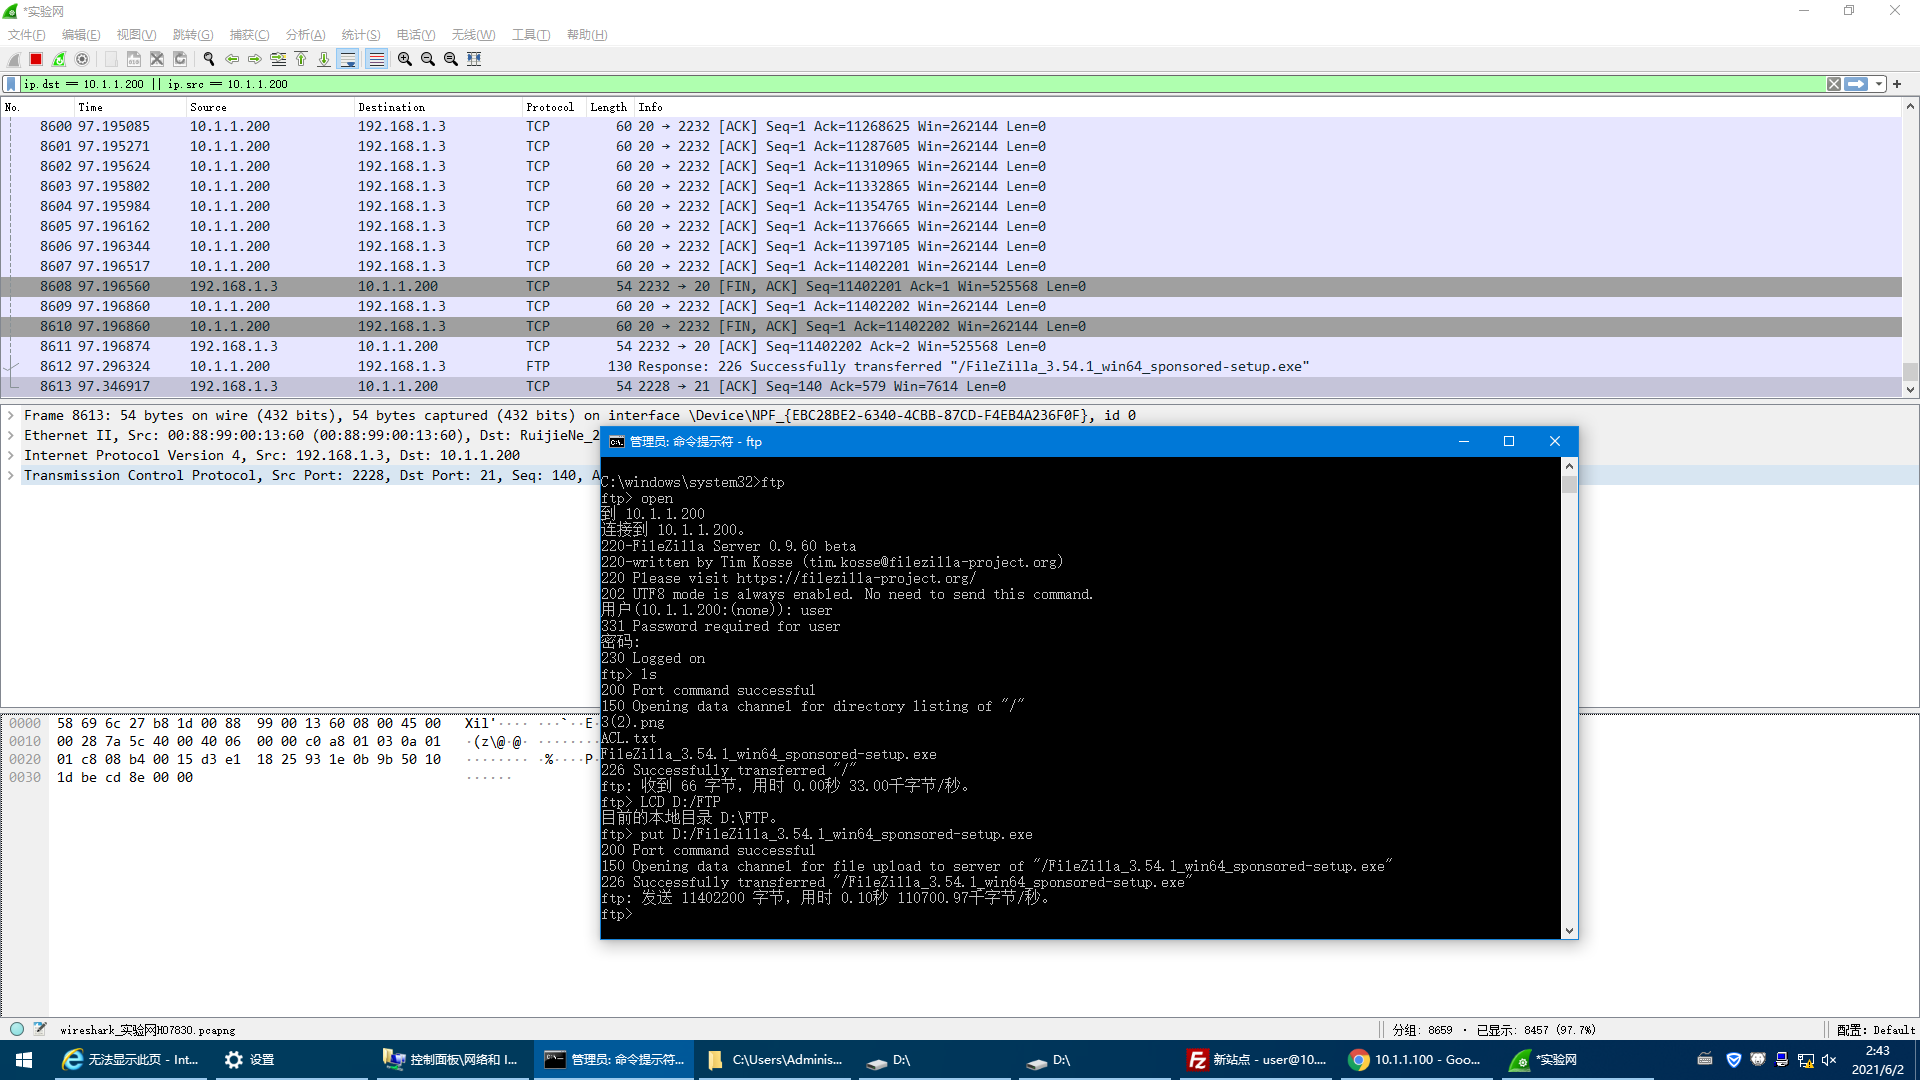 *实验网
文件(F) 编辑(E) 视图(V) 跳转(G) 捕获(C) 分析(A) 统计(S) 电话(Y) 无线(W) 工具(T) 帮助(H)
ip.dst == 10.1.1.200 || ip.src == 10.1.1.200
No. Time Source Destination Protocol Length Info
8600 97.195085 10.1.1.200 192.168.1.3 TCP 60 20 → 2232 [ACK] Seq=1 Ack=11268625 Win=262144 Len=0
8601 97.195271 10.1.1.200 192.168.1.3 TCP 60 20 → 2232 [ACK] Seq=1 Ack=11287605 Win=262144 Len=0
8602 97.195624 10.1.1.200 192.168.1.3 TCP 60 20 → 2232 [ACK] Seq=1 Ack=11310965 Win=262144 Len=0
8603 97.195802 10.1.1.200 192.168.1.3 TCP 60 20 → 2232 [ACK] Seq=1 Ack=11332865 Win=262144 Len=0
8604 97.195984 10.1.1.200 192.168.1.3 TCP 60 20 → 2232 [ACK] Seq=1 Ack=11354765 Win=262144 Len=0
8605 97.196162 10.1.1.200 192.168.1.3 TCP 60 20 → 2232 [ACK] Seq=1 Ack=11376665 Win=262144 Len=0
8606 97.196344 10.1.1.200 192.168.1.3 TCP 60 20 → 2232 [ACK] Seq=1 Ack=11397105 Win=262144 Len=0
8607 97.196517 10.1.1.200 192.168.1.3 TCP 60 20 → 2232 [ACK] Seq=1 Ack=11402201 Win=262144 Len=0
8608 97.196560 192.168.1.3 10.1.1.200 TCP 54 2232 → 20 [FIN, ACK] Seq=11402201 Ack=1 Win=525568 Len=0
8609 97.196860 10.1.1.200 192.168.1.3 TCP 60 20 → 2232 [ACK] Seq=1 Ack=11402202 Win=262144 Len=0
8610 97.196860 10.1.1.200 192.168.1.3 TCP 60 20 → 2232 [FIN, ACK] Seq=1 Ack=11402202 Win=262144 Len=0
8611 97.196874 192.168.1.3 10.1.1.200 TCP 54 2232 → 20 [ACK] Seq=11402202 Ack=2 Win=525568 Len=0
8612 97.296324 10.1.1.200 192.168.1.3 FTP 130 Response: 226 Successfully transferred "/FileZilla_3.54.1_win64_sponsored-setup.exe"
8613 97.346917 192.168.1.3 10.1.1.200 TCP 54 2228 → 21 [ACK] Seq=140 Ack=579 Win=7614 Len=0
Frame 8613: 54 bytes on wire (432 bits), 54 bytes captured (432 bits) on interface \Device\NPF_{EBC28BE2-6340-4CBB-87CD-F4EB4A236F0F}, id 0
Ethernet II, Src: 00:88:99:00:13:60 (00:88:99:00:13:60), Dst: RuijieNe_2
Internet Protocol Version 4, Src: 192.168.1.3, Dst: 10.1.1.200
Transmission Control Protocol, Src Port: 2228, Dst Port: 21, Seq: 140, A
管理员: 命令提示符 - ftp
C:\windows\system32>ftp
ftp> open
到 10.1.1.200
连接到 10.1.1.200。
220-FileZilla Server 0.9.60 beta
220-written by Tim Kosse (tim.kosse@filezilla-project.org)
220 Please visit https://filezilla-project.org/
202 UTF8 mode is always enabled. No need to send this command.
用户(10.1.1.200:(none)): user
331 Password required for user
密码:
230 Logged on
ftp> ls
200 Port command successful
150 Opening data channel for directory listing of "/"
3(2).png
ACL.txt
FileZilla_3.54.1_win64_sponsored-setup.exe
226 Successfully transferred "/"
ftp: 收到 66 字节，用时 0.00秒 33.00千字节/秒。
ftp> LCD D:/FTP
目前的本地目录 D:\FTP。
ftp> put D:/FileZilla_3.54.1_win64_sponsored-setup.exe
200 Port command successful
150 Opening data channel for file upload to server of "/FileZilla_3.54.1_win64_sponsored-setup.exe"
226 Successfully transferred "/FileZilla_3.54.1_win64_sponsored-setup.exe"
ftp: 发送 11402200 字节，用时 0.10秒 110700.97千字节/秒。
ftp>
0000 58 69 6c 27 b8 1d 00 88 99 00 13 60 08 00 45 00 Xil'···· ···`··E·
0010 00 28 7a 5c 40 00 40 06 00 00 c0 a8 01 03 0a 01 ·(z\@·@· ········
0020 01 c8 08 b4 00 15 d3 e1 18 25 93 1e 0b 9b 50 10 ········ ·%····P·
0030 1d be cd 8e 00 00 ······
wireshark_实验网H07830.pcapng 分组: 8659 · 已显示: 8457 (97.7%) 配置: Default
无法显示此页 - Int... 设置 控制面板\网络和 I... 管理员: 命令提示符... C:\Users\Adminis... D:\ D:\ 新站点 - user@10.... 10.1.1.100 - Goo... *实验网 2:43
2021/6/2